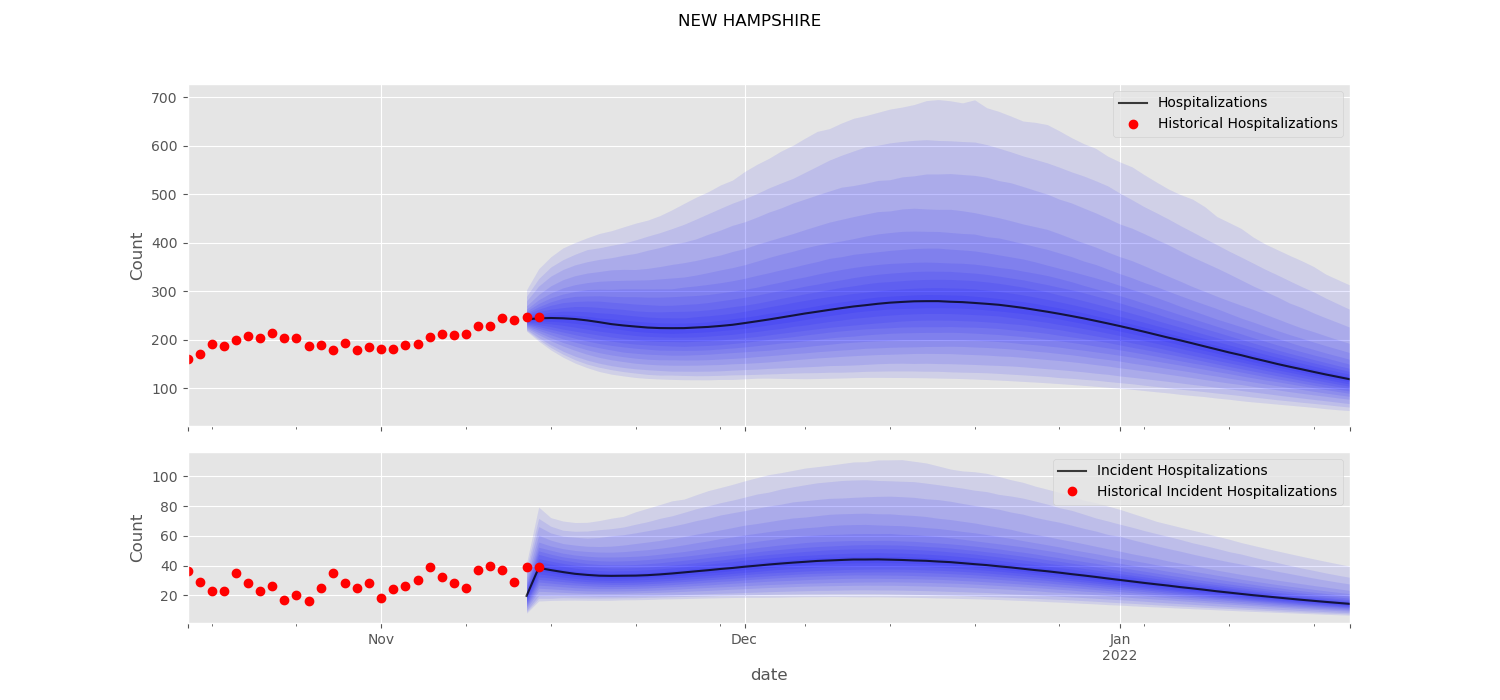 NEW HAMPSHIRE
700
600
500
400
300
200
100
Count
Hospitalizations
Historical Hospitalizations
100
80
60
40
20
Count
Incident Hospitalizations
Historical Incident Hospitalizations
Nov
Dec
Jan
2022
date